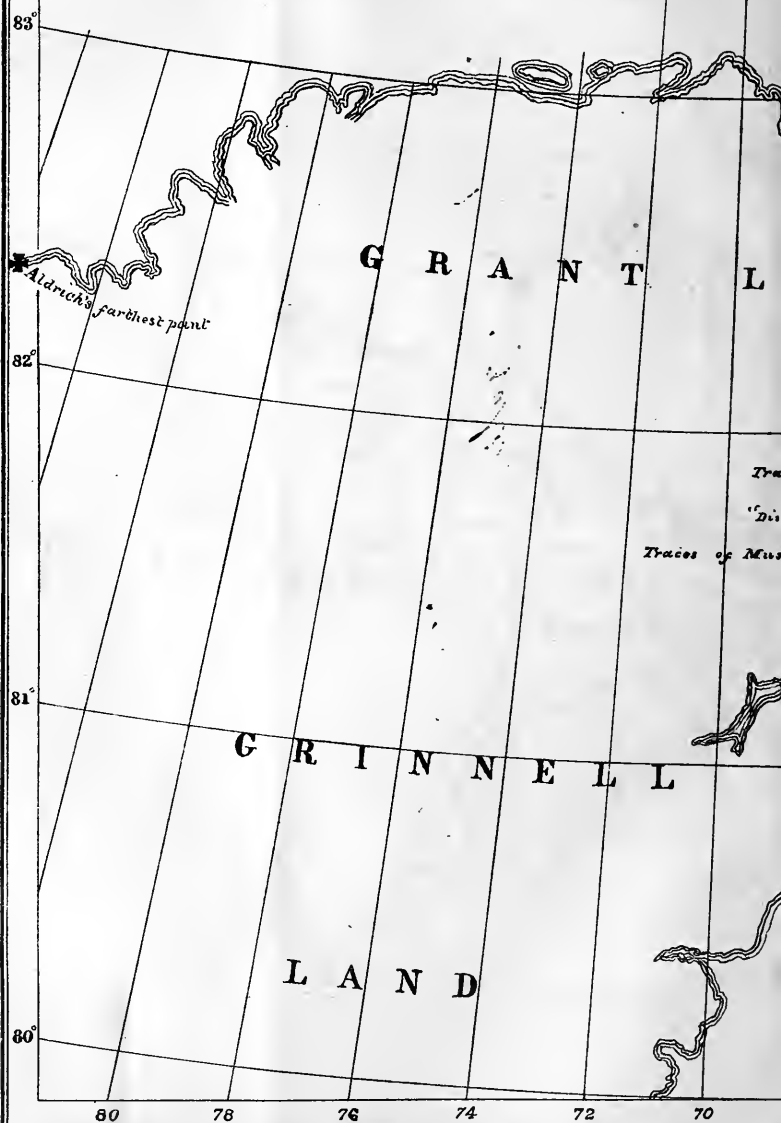 83°
GRANT L
Aldrich's farthest point
82°
Tra
"Dis
Traces of Mus
81°
GRINNELL
LAND
80°
80 78 76 74 72 70